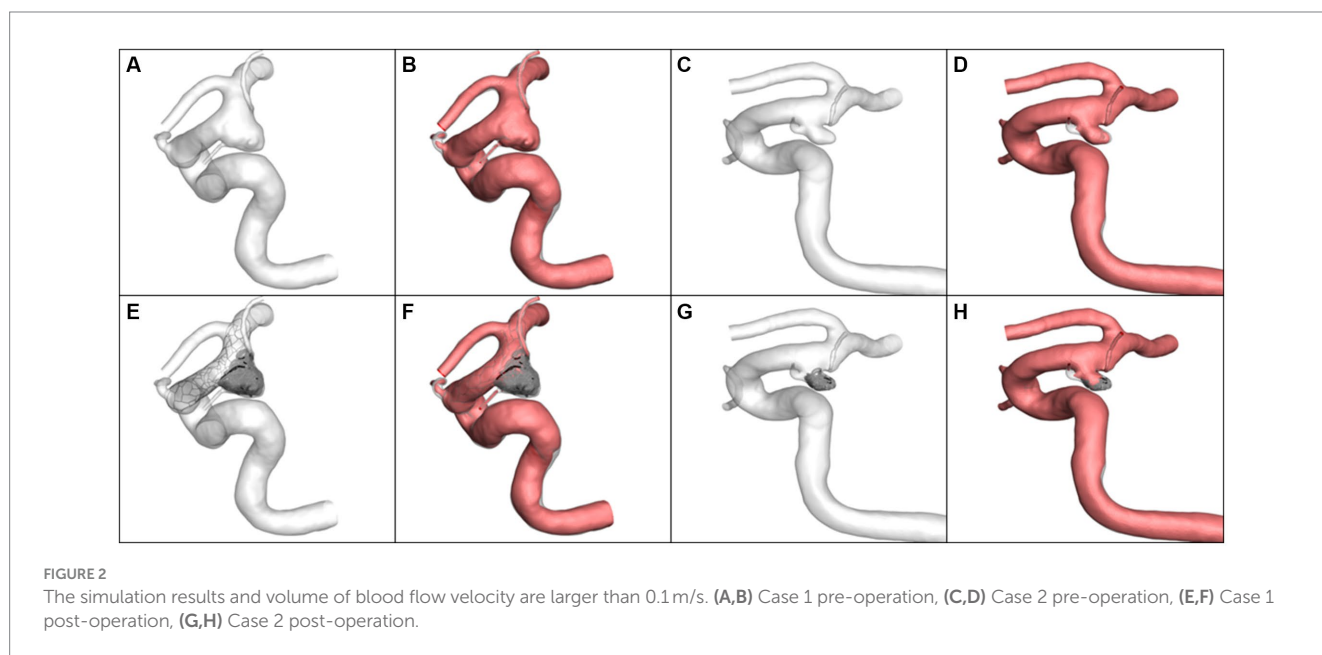 A
B
C
D
E
F
G
H
FIGURE 2
The simulation results and volume of blood flow velocity are larger than 0.1 m/s. (A,B) Case 1 pre-operation, (C,D) Case 2 pre-operation, (E,F) Case 1
post-operation, (G,H) Case 2 post-operation.